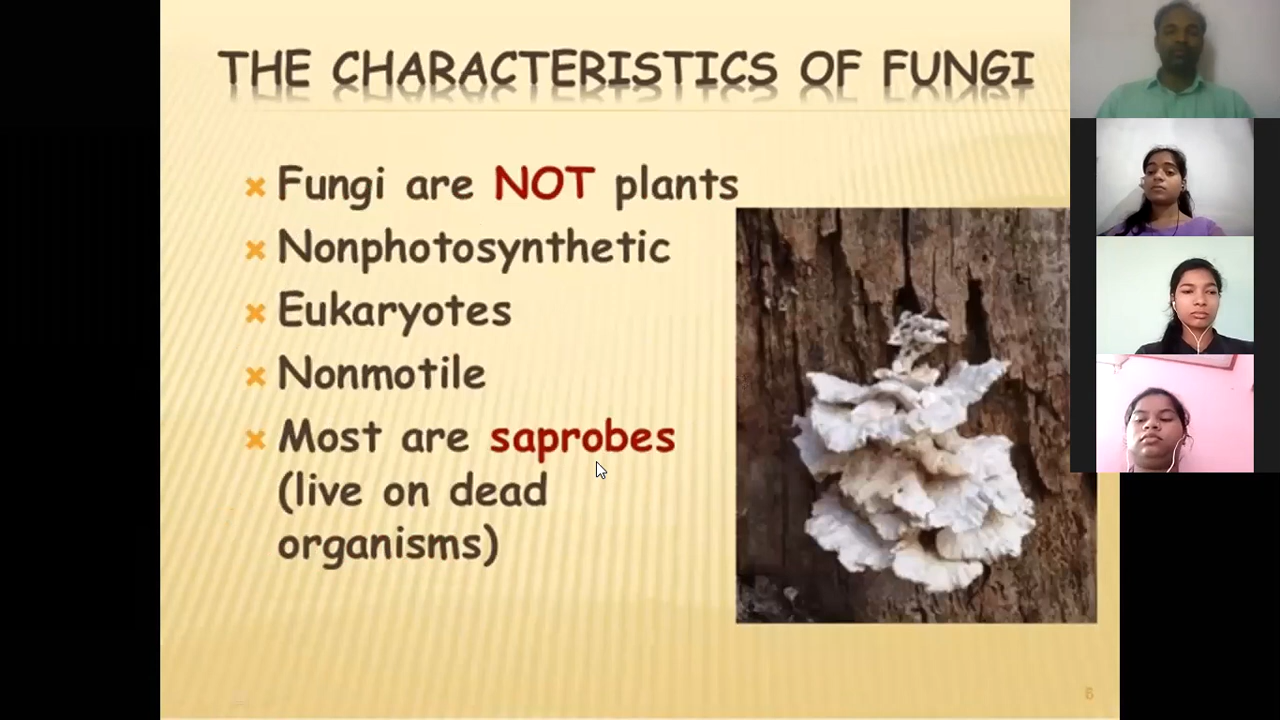 THE CHARACTERISTICS OF FUNGI
Fungi are NOT plants
Nonphotosynthetic
Eukaryotes
Nonmotile
Most are saprobes
(live on dead
organisms)